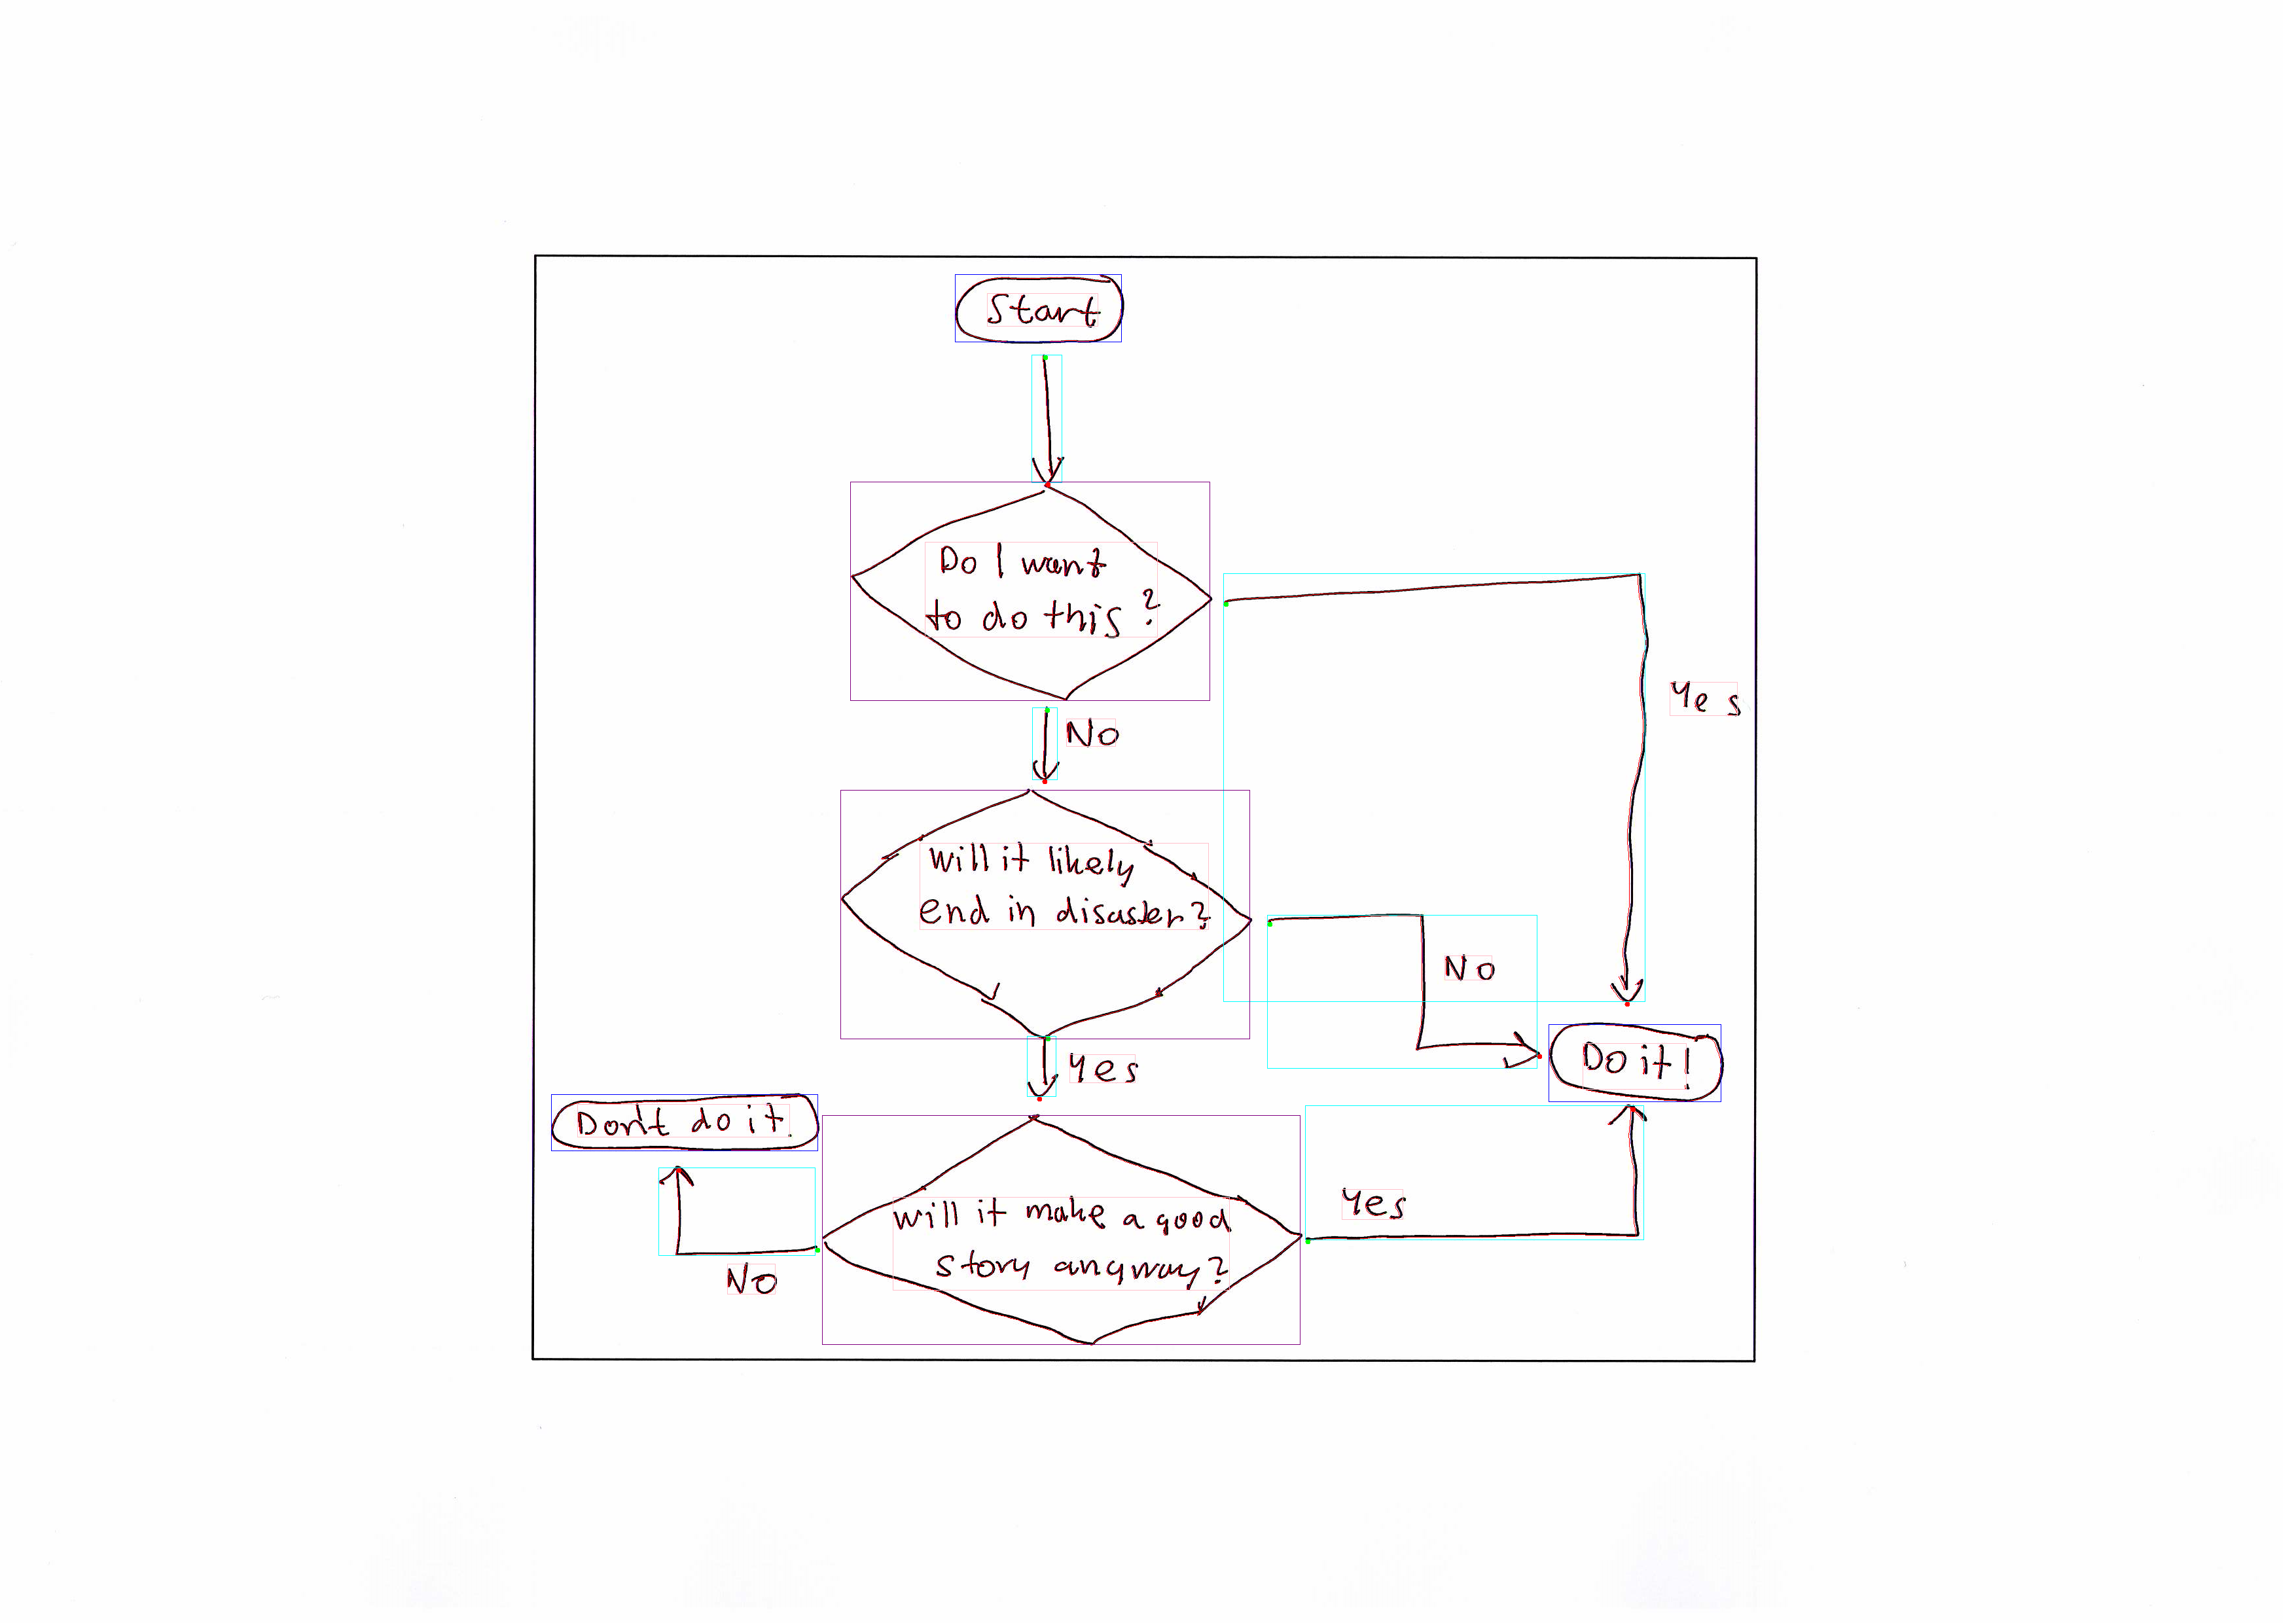 Start
Do I want
to do this?
Yes
No
Will it likely
end in disaster?
No
Yes
Do it!
Don't do it.
Will it make a good
story anyway?
Yes
No